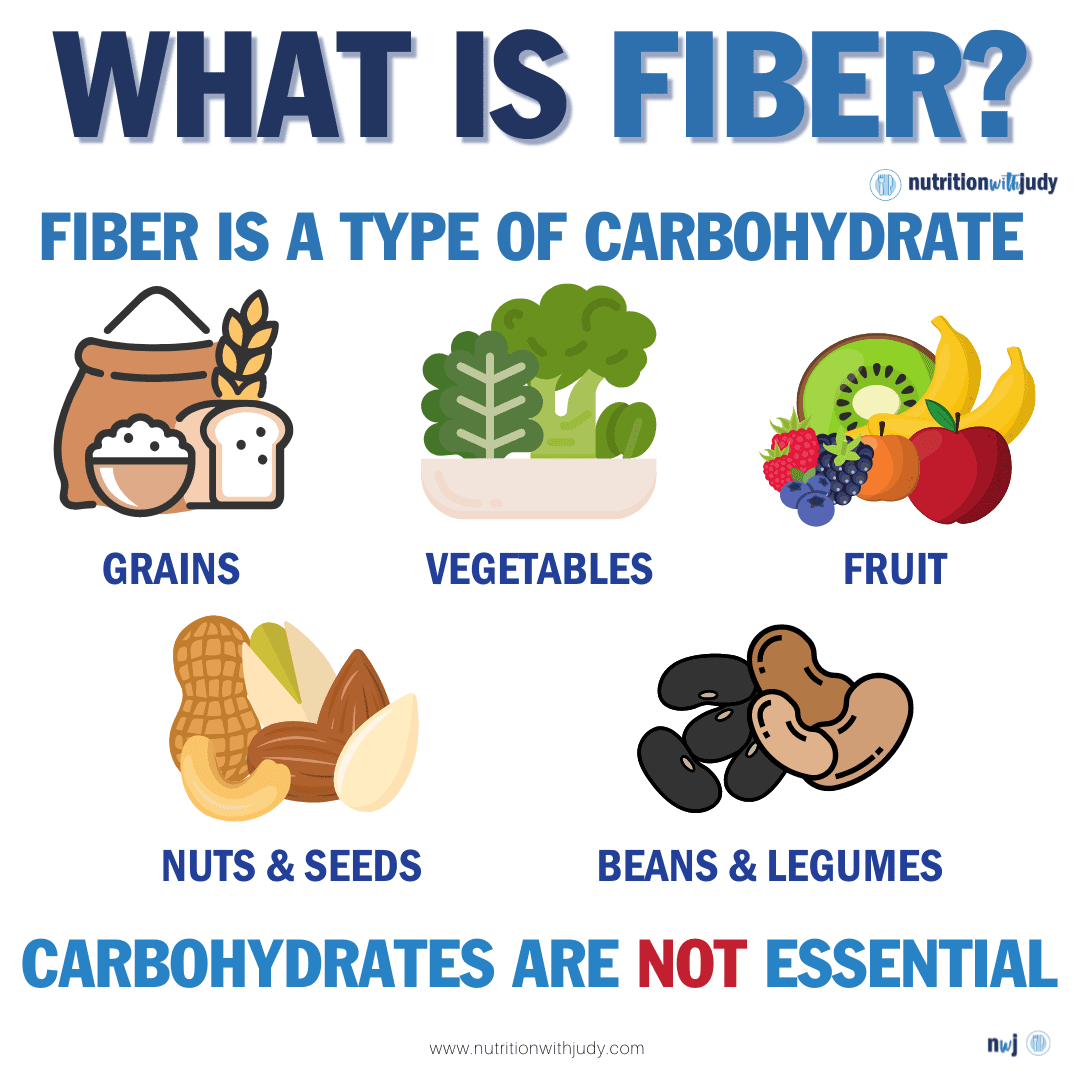 WHAT IS FIBER?
nutritionwithjudy
FIBER IS A TYPE OF CARBOHYDRATE
GRAINS
VEGETABLES
FRUIT
NUTS & SEEDS
BEANS & LEGUMES
CARBOHYDRATES ARE NOT ESSENTIAL
www.nutritionwithjudy.com
nwj